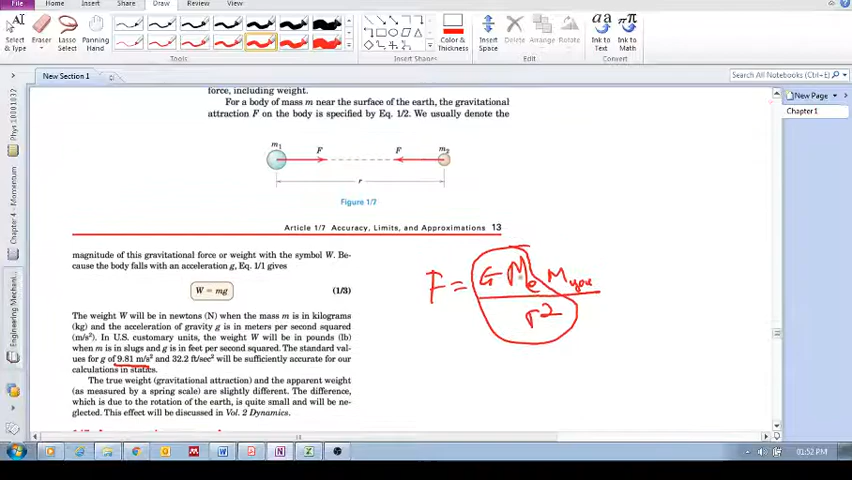 File
Home
Insert
Draw
History
Review
View
Select & Type
Eraser
Lasso Select
Panning Hand
Tools
Color & Thickness
Insert Space
Delete
Arrange
Rotate
Edit
Ink to Text
Ink to Math
Convert
New Section 1
Search All Notebooks (Ctrl+E)
New Page
Chapter 1
Phys 10001032
Chapter 4 - Momentum
Engineering Mechani...
force, including weight.
For a body of mass m near the surface of the earth, the gravitational
attraction F on the body is specified by Eq. 1/2. We usually denote the
m1 F F m2
r
Figure 1/7
Article 1/7 Accuracy, Limits, and Approximations 13
magnitude of this gravitational force or weight with the symbol W. Be-
cause the body falls with an acceleration g, Eq. 1/1 gives
W = mg (1/3)
The weight W will be in newtons (N) when the mass m is in kilograms
(kg) and the acceleration of gravity g is in meters per second squared
(m/s²). In U.S. customary units, the weight W will be in pounds (lb)
when m is in slugs and g is in feet per second squared. The standard val-
ues for g of 9.81 m/s² and 32.2 ft/sec² will be sufficiently accurate for our
calculations in statics.
The true weight (gravitational attraction) and the apparent weight
(as measured by a spring scale) are slightly different. The difference,
which is due to the rotation of the earth, is quite small and will be ne-
glected. This effect will be discussed in Vol. 2 Dynamics.
F = G Me Myou
r²
01:52 PM